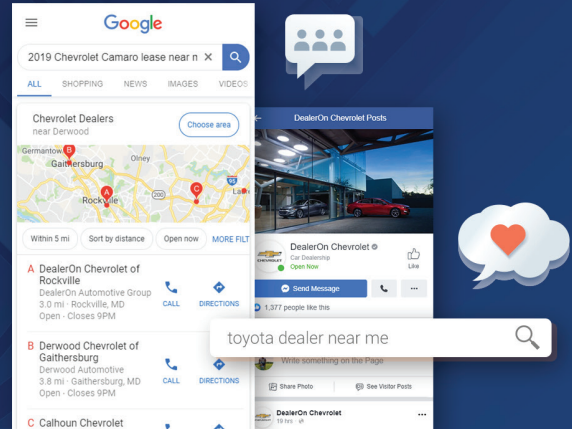 Google
2019 Chevrolet Camaro lease near n
ALL SHOPPING NEWS IMAGES VIDEOS
Chevrolet Dealers
near Derwood
Choose area
Germantow
B
Gaithersburg
Olney
A
Rockville
200
C
95
Within 5 mi
Sort by distance
Open now
MORE FILT
A DealerOn Chevrolet of
Rockville
DealerOn Automotive Group
3.0 mi · Rockville, MD
Open · Closes 9PM
CALL
DIRECTIONS
B Derwood Chevrolet of
Gaithersburg
Derwood Automotive
3.8 mi · Gaithersburg, MD
Open · Closes 9PM
CALL
DIRECTIONS
C Calhoun Chevrolet
DealerOn Chevrolet Posts
CHEVROLET
DealerOn Chevrolet
Car Dealership
Open Now
Like
Send Message
1,377 people like this
toyota dealer near me
Write something on the Page
Share Photo
See Visitor Posts
DealerOn Chevrolet
19 hrs